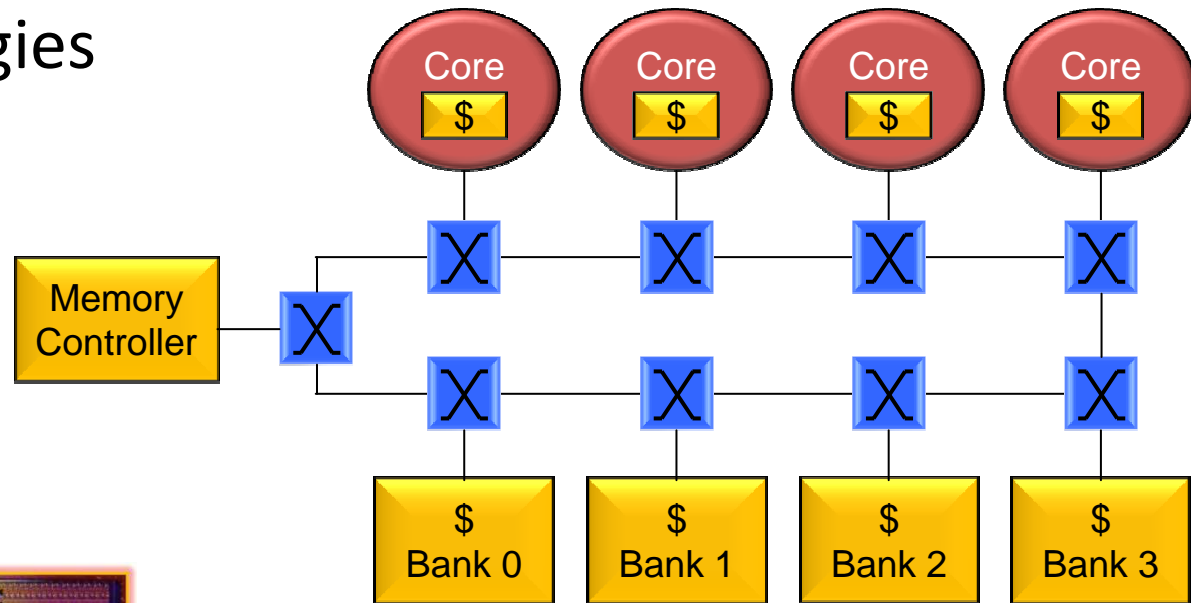 gies
Core
$
Core
$
Core
$
Core
$
Memory
Controller
$
Bank 0
$
Bank 1
$
Bank 2
$
Bank 3